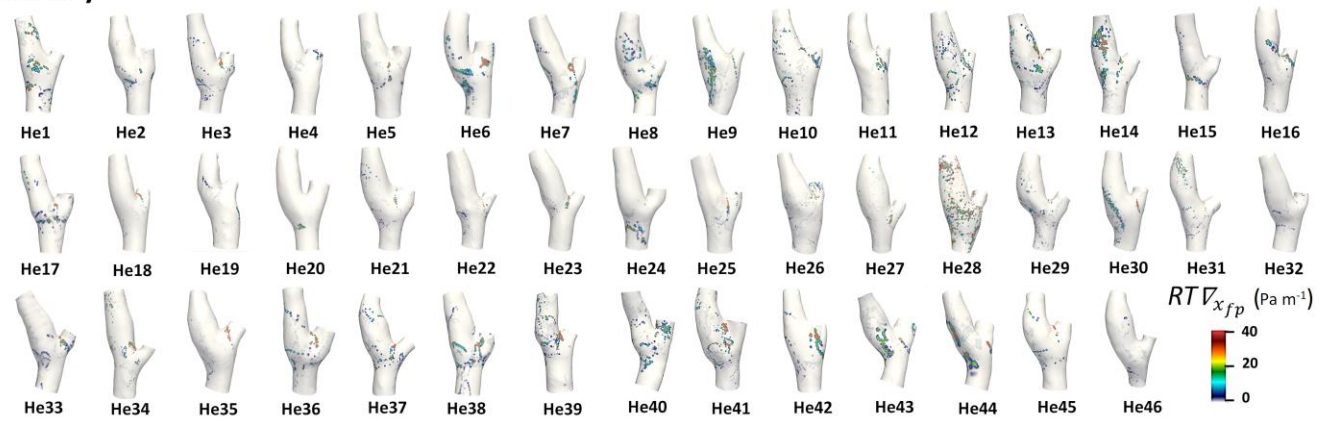 He1 He2 He3 He4 He5 He6 He7 He8 He9 He10 He11 He12 He13 He14 He15 He16
He17 He18 He19 He20 He21 He22 He23 He24 He25 He26 He27 He28 He29 He30 He31 He32
RT∇xfp (Pa m-1)
40
20
0
He33 He34 He35 He36 He37 He38 He39 He40 He41 He42 He43 He44 He45 He46